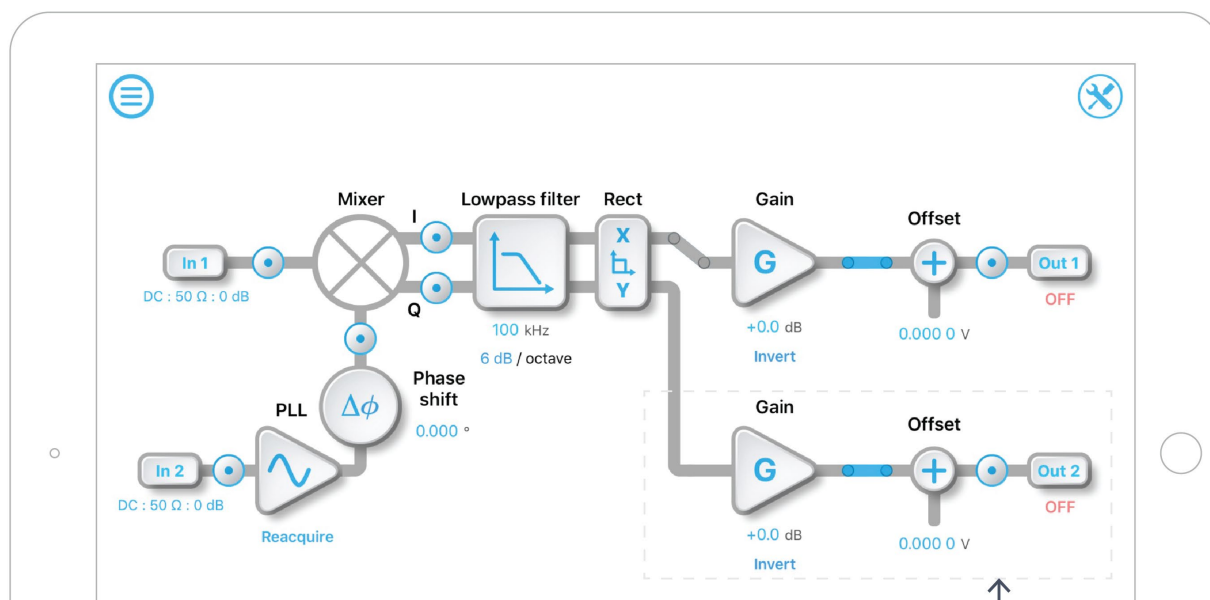 Mixer
I
Lowpass filter
Rect
Gain
Offset
In 1
X
G
Out 1
DC : 50 Ω : 0 dB
Q
Y
OFF
100 kHz
+0.0 dB
0.000 0 V
6 dB / octave
Invert
Phase
shift
Δϕ
0.000 °
PLL
Gain
Offset
In 2
G
Out 2
DC : 50 Ω : 0 dB
OFF
Reacquire
+0.0 dB
0.000 0 V
Invert